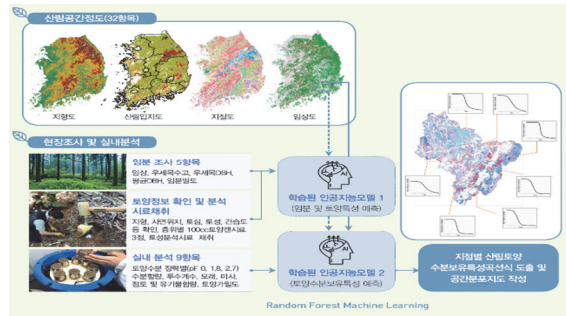 산림공간정도(32항목)
지형도
산림입지도
지질도
임상도
현장조사 및 실내분석
임분 조사 5항목
임상, 우세목수고, 우세목DBH,
평균DBH, 임분밀도
토양정보 확인 및 분석
시료채취
지형, 사면위치, 토심, 토성, 건습도
등 확인, 층위별 100cc토양캔시료
3점, 토성분석시료 채취
실내 분석 9항목
토양수분 장력별(pF 0, 1.8, 2.7)
수분함량, 투수계수, 모래, 미사,
점토 및 유기물함량, 토양가밀도
AI
학습된 인공지능모델 1
(임분 및 토양특성 예측)
AI
학습된 인공지능모델 2
(토양수분보유특성 예측)
지점별 산림토양
수분보유특성곡선식 도출 및
공간분포지도 작성
Random Forest Machine Learning